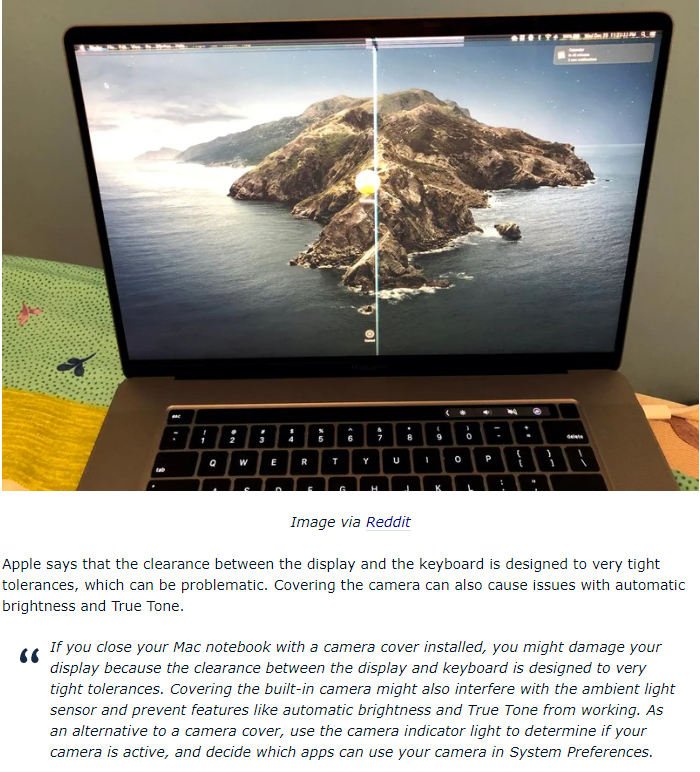 esc
! @ # $ % ^ & * ( ) — +
1 2 3 4 5 6 7 8 9 0 - =
delete
tab
Q W E R T Y U I O P { }
[ ] \
G H J K L : "
Image via Reddit
Apple says that the clearance between the display and the keyboard is designed to very tight
tolerances, which can be problematic. Covering the camera can also cause issues with automatic
brightness and True Tone.
“
If you close your Mac notebook with a camera cover installed, you might damage your
display because the clearance between the display and keyboard is designed to very
tight tolerances. Covering the built-in camera might also interfere with the ambient light
sensor and prevent features like automatic brightness and True Tone from working. As
an alternative to a camera cover, use the camera indicator light to determine if your
camera is active, and decide which apps can use your camera in System Preferences.